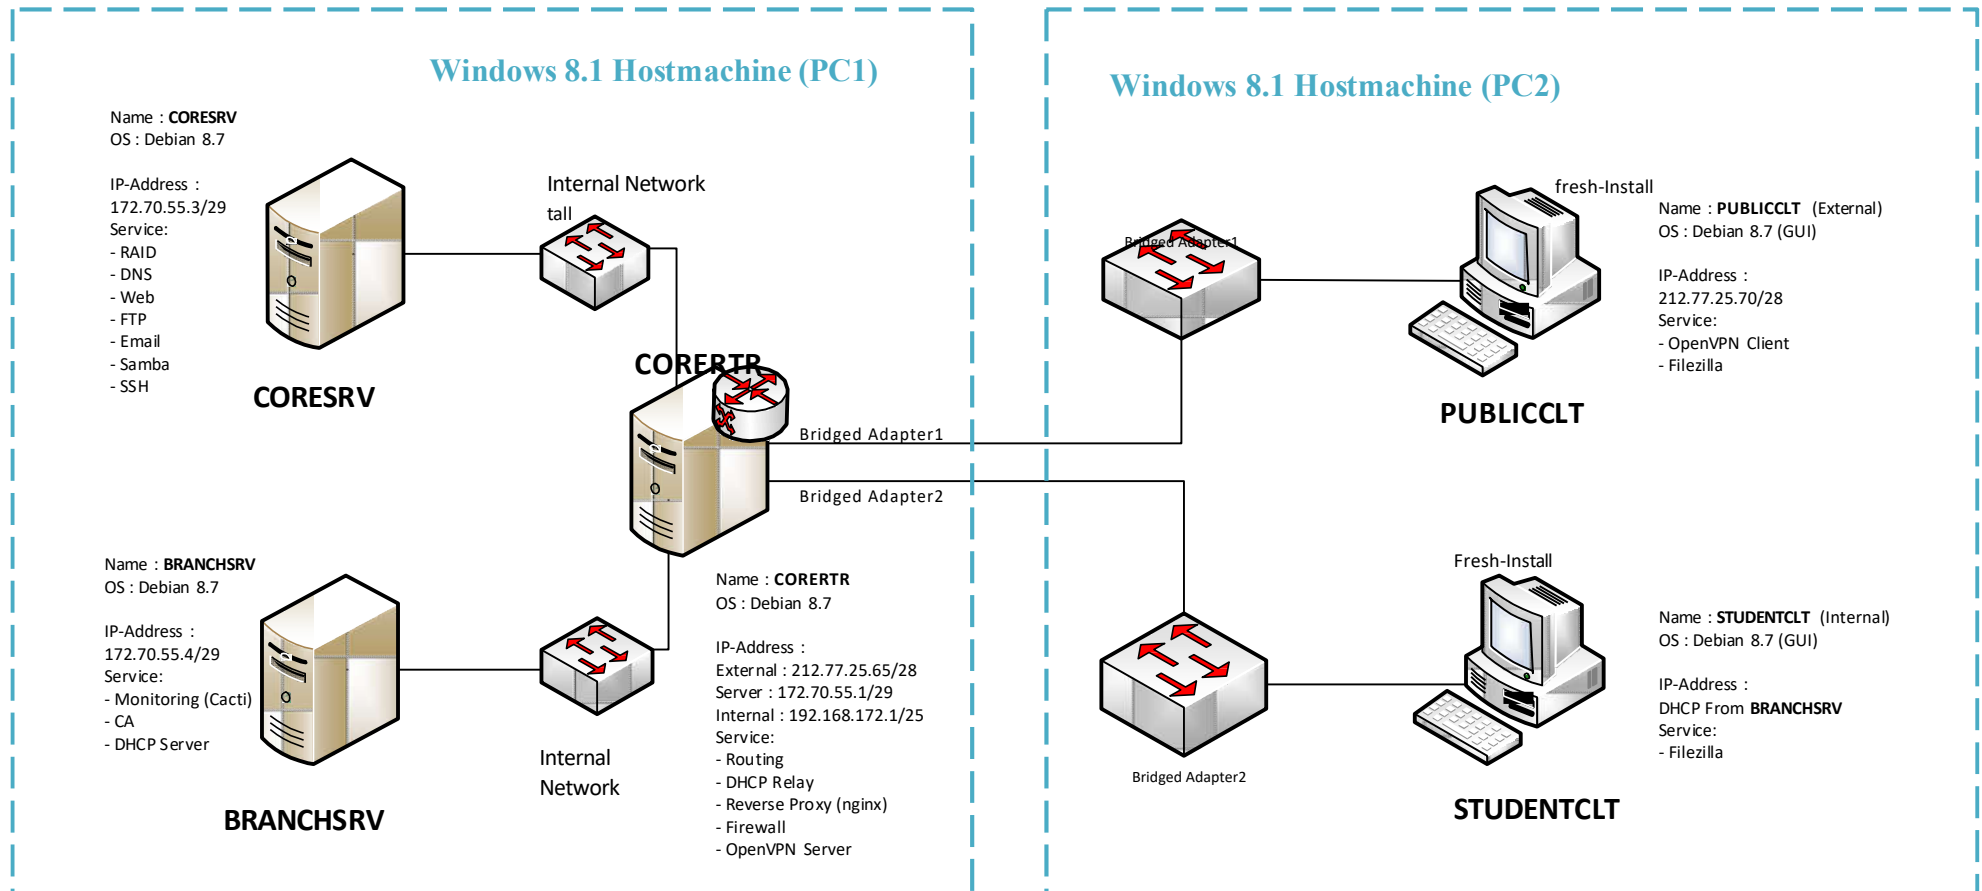 Windows 8.1 Hostmachine (PC1)
Name : CORESRV
OS : Debian 8.7
IP-Address :
172.70.55.3/29
Service:
- RAID
- DNS
- Web
- FTP
- Email
- Samba
- SSH
CORESRV
Internal Network
tall
CORERTR
Bridged Adapter1
Bridged Adapter2
Name : BRANCHSRV
OS : Debian 8.7
IP-Address :
172.70.55.4/29
Service:
- Monitoring (Cacti)
- CA
- DHCP Server
BRANCHSRV
Internal
Network
Name : CORERTR
OS : Debian 8.7
IP-Address :
External : 212.77.25.65/28
Server : 172.70.55.1/29
Internal : 192.168.172.1/25
Service:
- Routing
- DHCP Relay
- Reverse Proxy (nginx)
- Firewall
- OpenVPN Server
Windows 8.1 Hostmachine (PC2)
Bridged Adapter1
fresh-Install
Name : PUBLICCLT (External)
OS : Debian 8.7 (GUI)
IP-Address :
212.77.25.70/28
Service:
- OpenVPN Client
- Filezilla
PUBLICCLT
Fresh-Install
Name : STUDENTCLT (Internal)
OS : Debian 8.7 (GUI)
IP-Address :
DHCP From BRANCHSRV
Service:
- Filezilla
Bridged Adapter2
STUDENTCLT